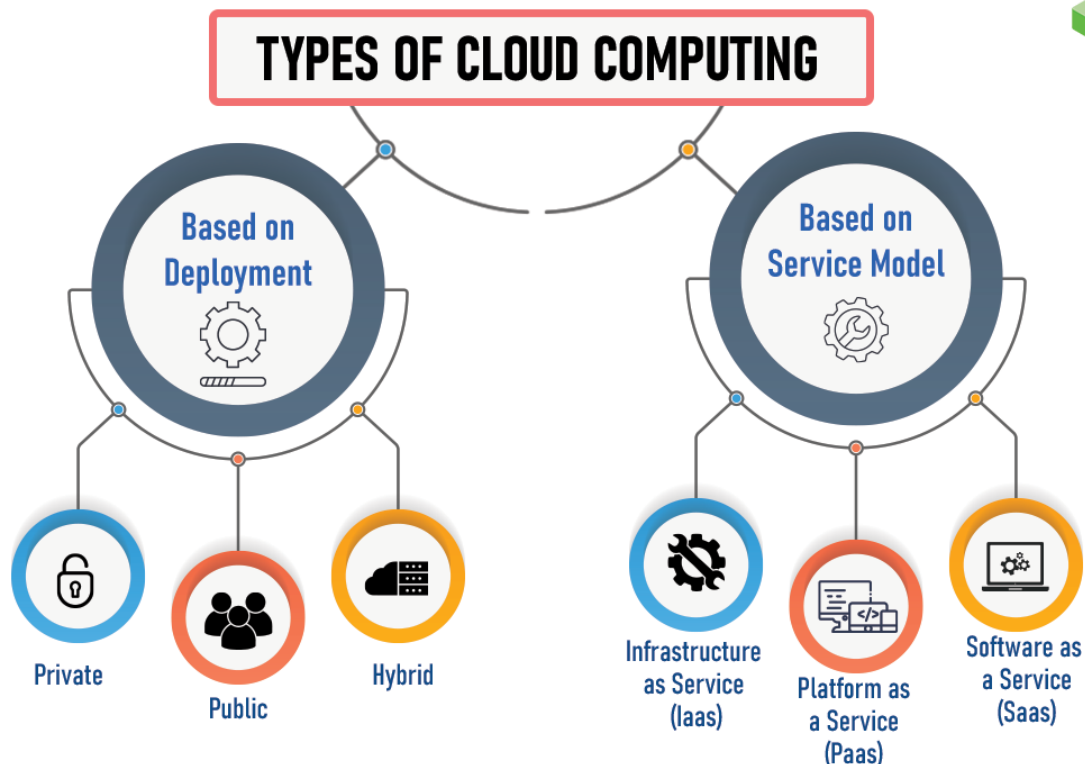 TYPES OF CLOUD COMPUTING
Based on
Deployment
Based on
Service Model
Private
Public
Hybrid
Infrastructure
as Service
(Iaas)
Platform as
a Service
(Paas)
Software as
a Service
(Saas)